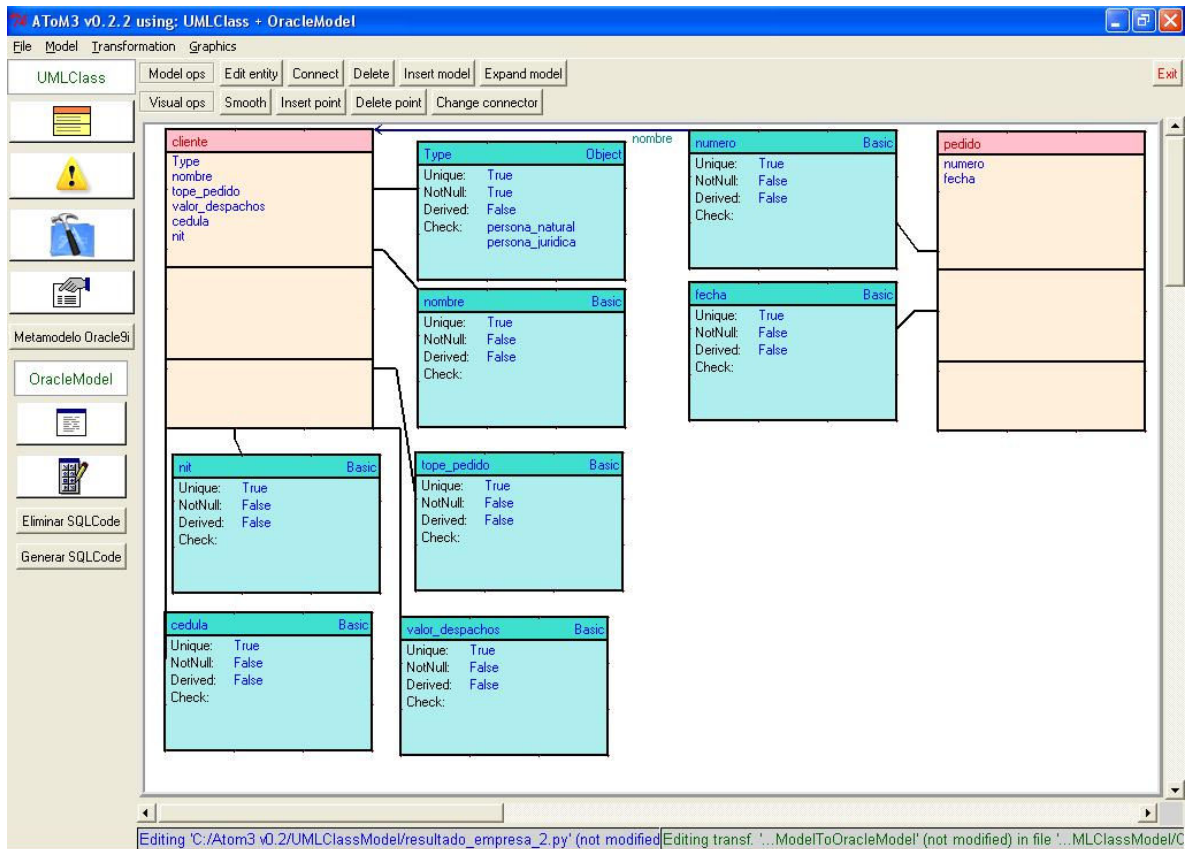 AToM3 v0.2.2 using: UMLClass + OracleModel
File Model Transformation Graphics
UMLClass
Model ops Edit entity Connect Delete Insert model Expand model Exit
Visual ops Smooth Insert point Delete point Change connector
Metamodelo Oracle9i
OracleModel
Eliminar SQLCode
Generar SQLCode
cliente
Type
nombre
tope_pedido
valor_despachos
cedula
nit
Type Object
Unique: True
NotNull: True
Derived: False
Check: persona_natural
persona_juridica
nombre
numero Basic
Unique: True
NotNull: False
Derived: False
Check:
pedido
numero
fecha
nombre Basic
Unique: True
NotNull: False
Derived: False
Check:
fecha Basic
Unique: True
NotNull: False
Derived: False
Check:
nit Basic
Unique: True
NotNull: False
Derived: False
Check:
tope_pedido Basic
Unique: True
NotNull: False
Derived: False
Check:
cedula Basic
Unique: True
NotNull: False
Derived: False
Check:
valor_despachos Basic
Unique: True
NotNull: False
Derived: False
Check:
Editing 'C:/Atom3 v0.2/UMLClassModel/resultado_empresa_2.py' (not modified
Editing transf. '...ModelToOracleModel' (not modified) in file '...MLClassModel/C